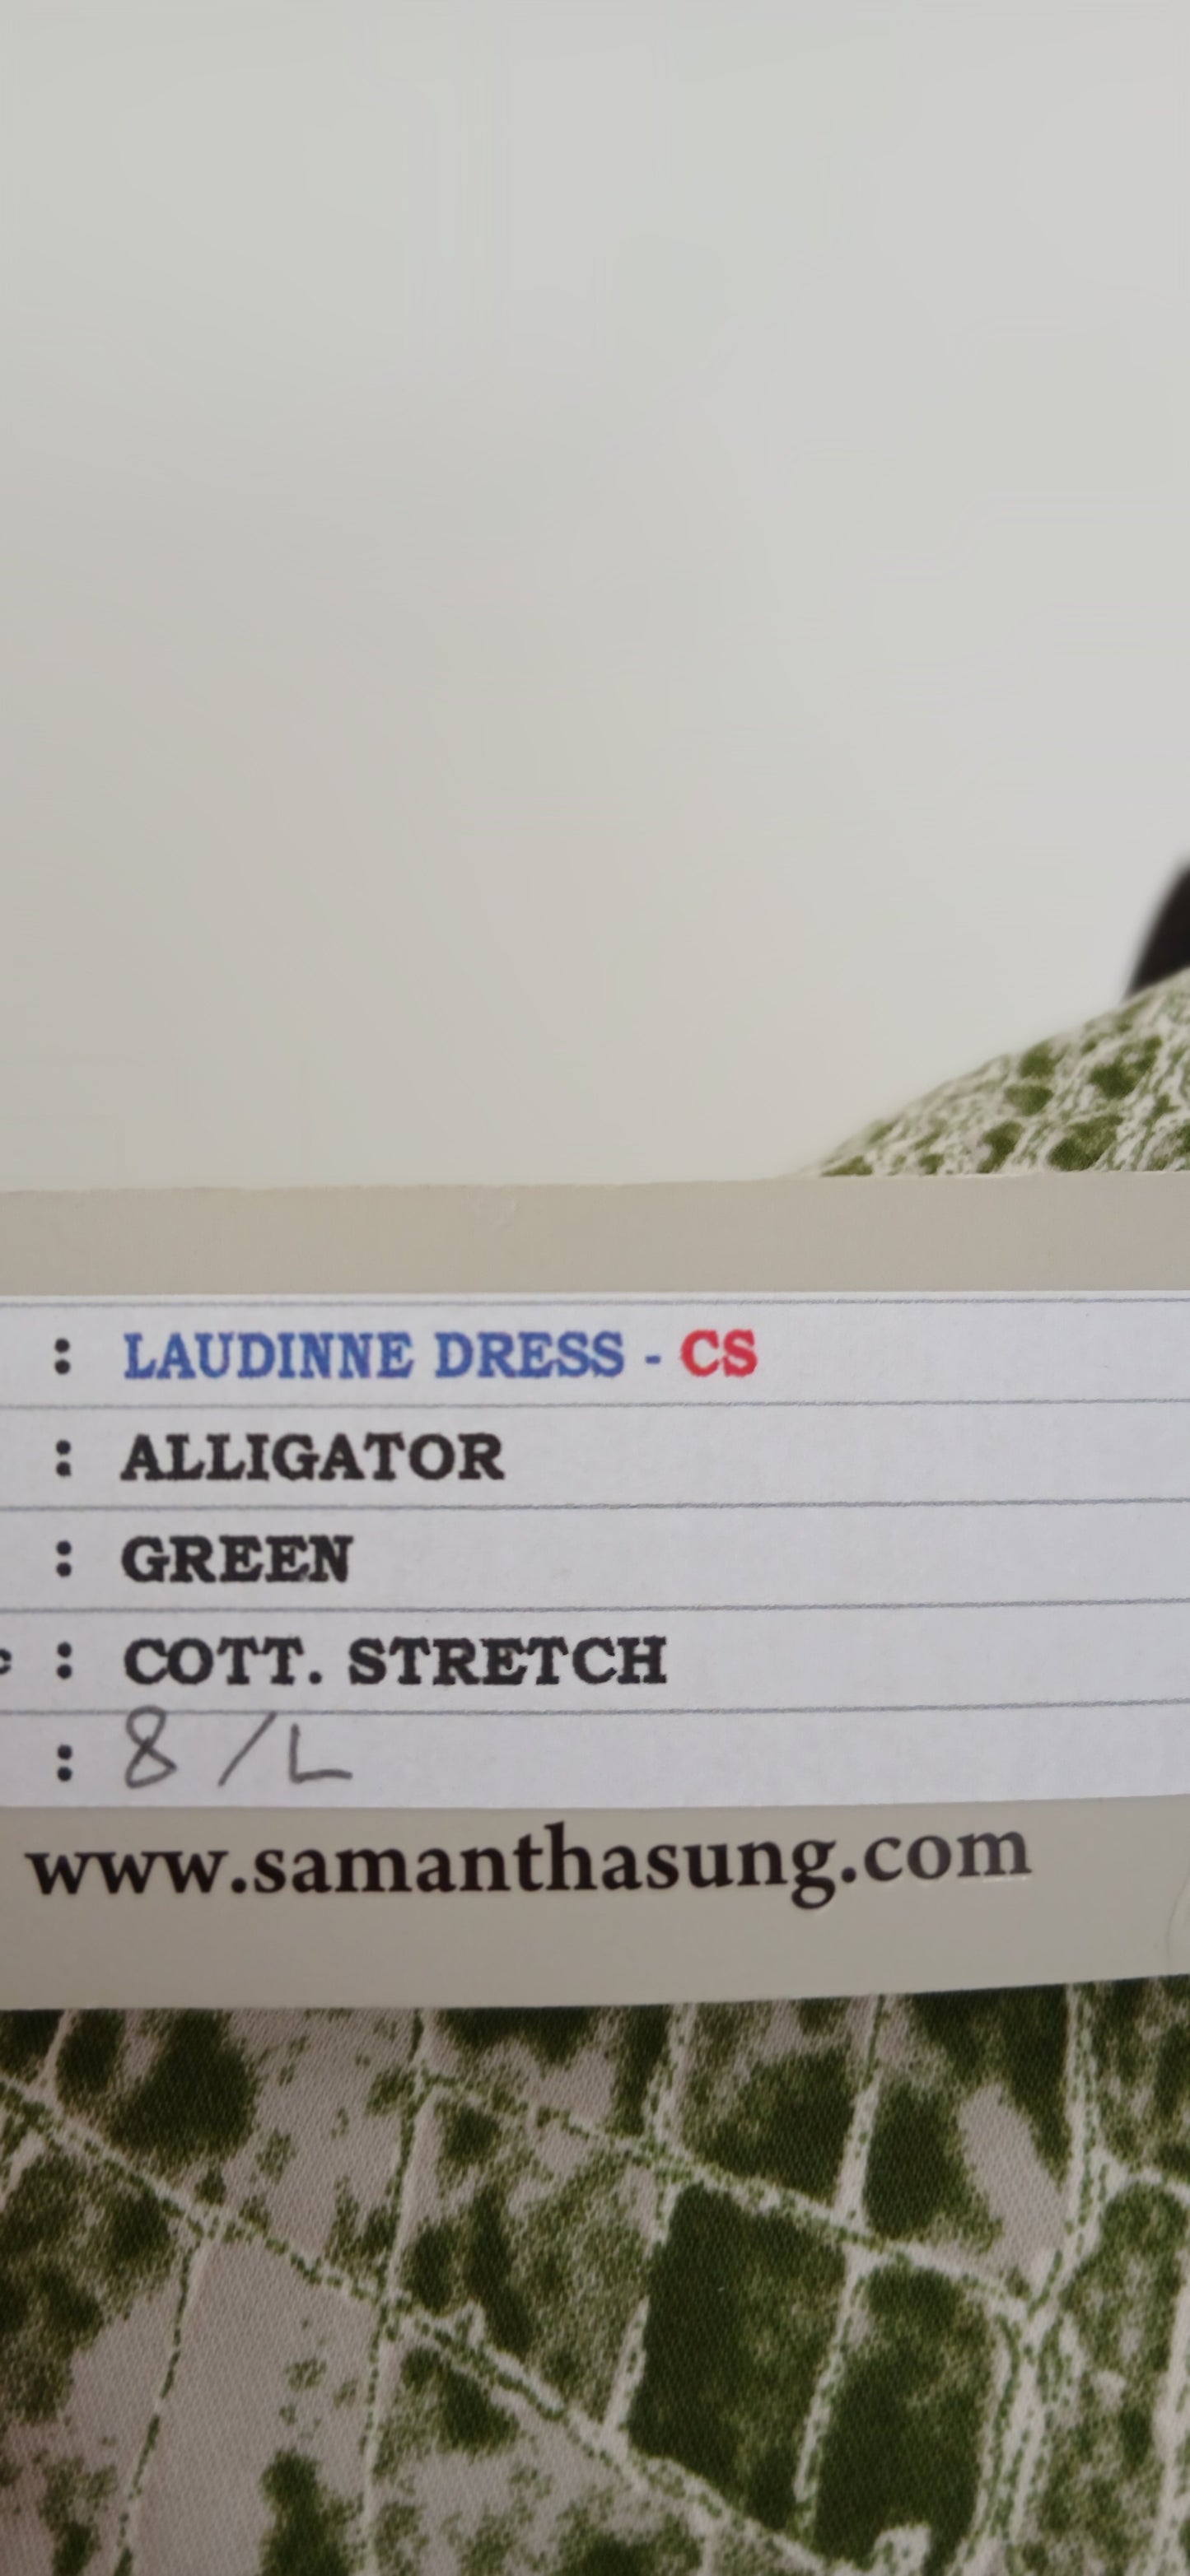 : LAUDINNE DRESS - CS
: ALLIGATOR
: GREEN
: COTT. STRETCH
: 8 / L
www.samanthasung.com